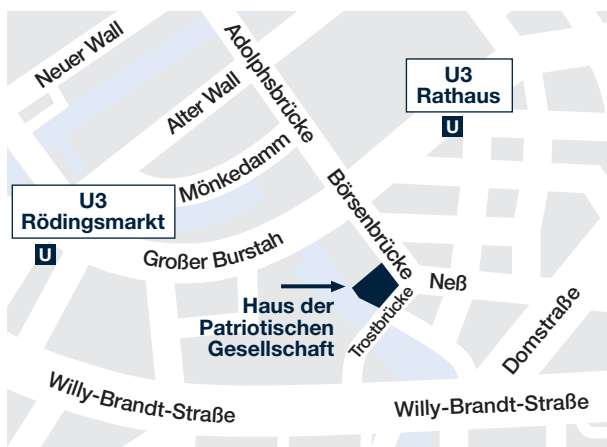 Neuer Wall
Adolphsbrücke
Alter Wall
U3
Rathaus
U
Mönkedamm
U3
Rödingsmarkt
U
Großer Burstah
Börsenbrücke
Neß
Haus der
Patriotischen
Gesellschaft
Trostbrücke
Domstraße
Willy-Brandt-Straße
Willy-Brandt-Straße